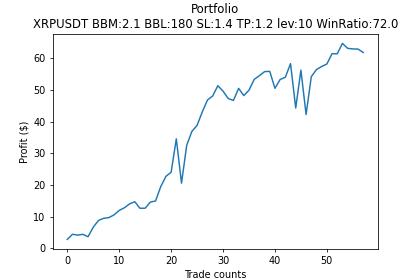 Portfolio
XRPUSDT BBM:2.1 BBL:180 SL:1.4 TP:1.2 lev:10 WinRatio:72.0
Profit ($)
60
50
40
30
20
10
0
0 10 20 30 40 50
Trade counts